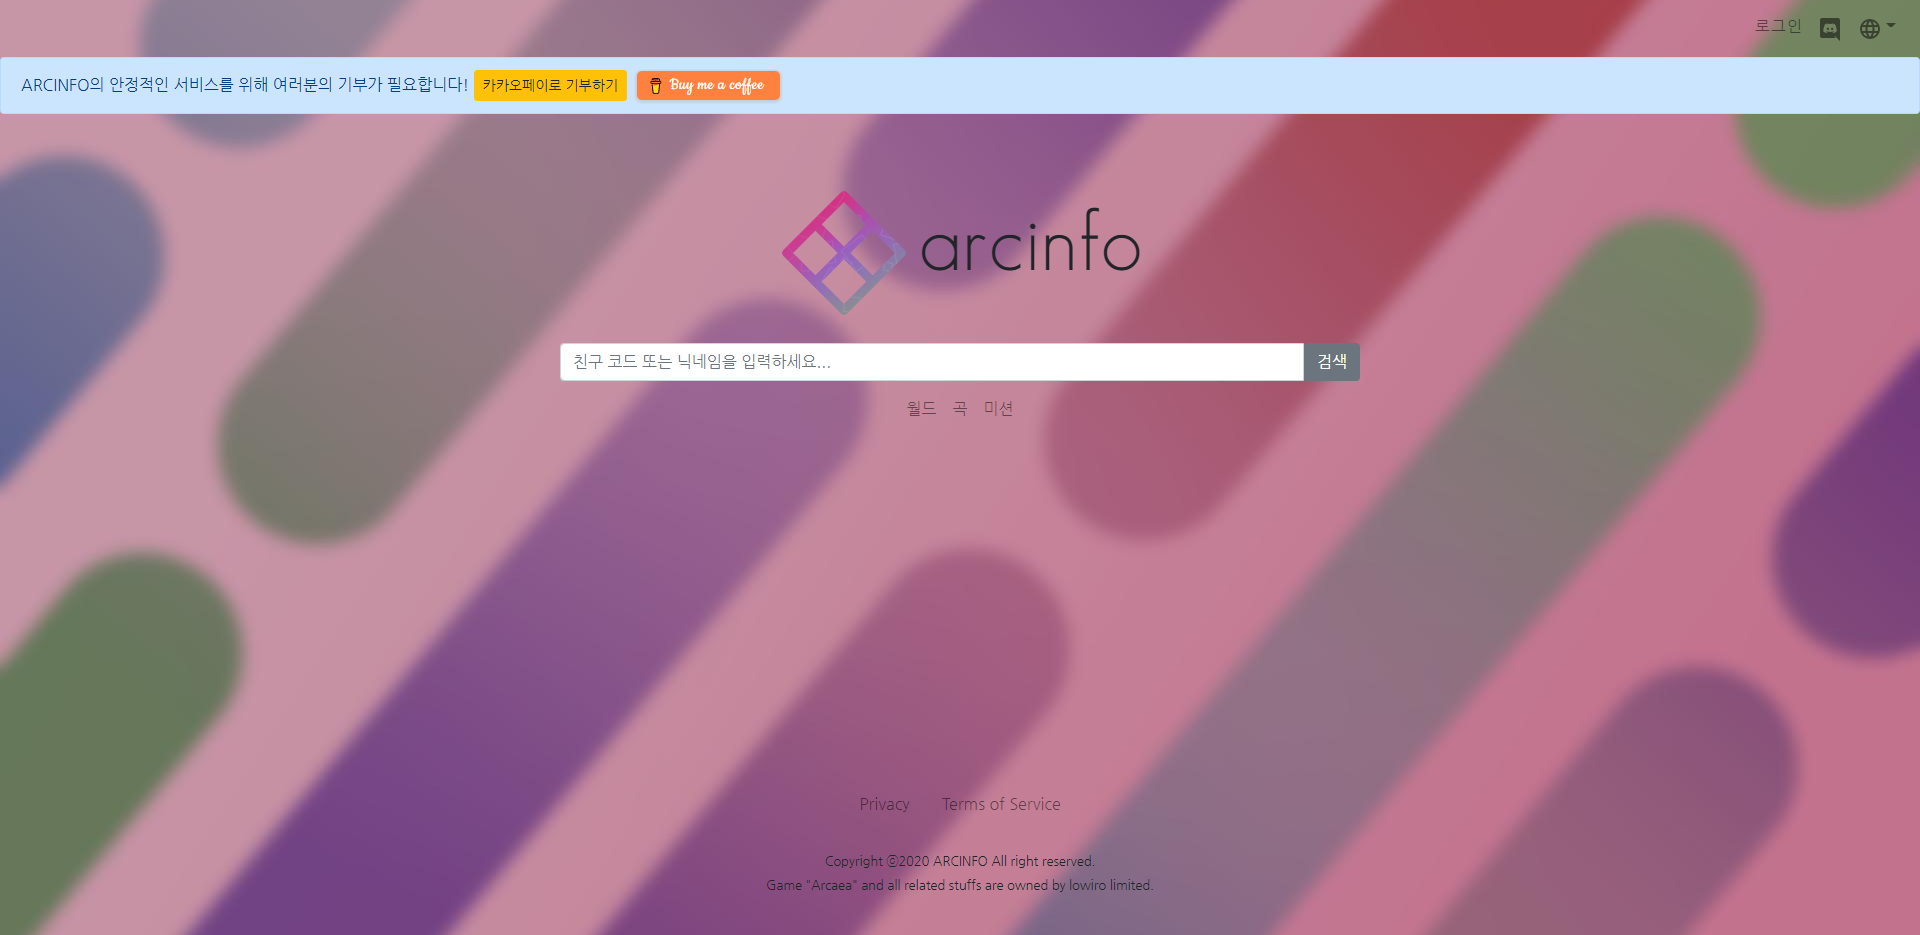 로그인
ARCINFO의 안정적인 서비스를 위해 여러분의 기부가 필요합니다! 카카오페이로 기부하기 Buy me a coffee
arcinfo
친구 코드 또는 닉네임을 입력하세요... 검색
월드 곡 미션
Privacy Terms of Service
Copyright ⓒ2020 ARCINFO All right reserved.
Game "Arcaea" and all related stuffs are owned by lowiro limited.